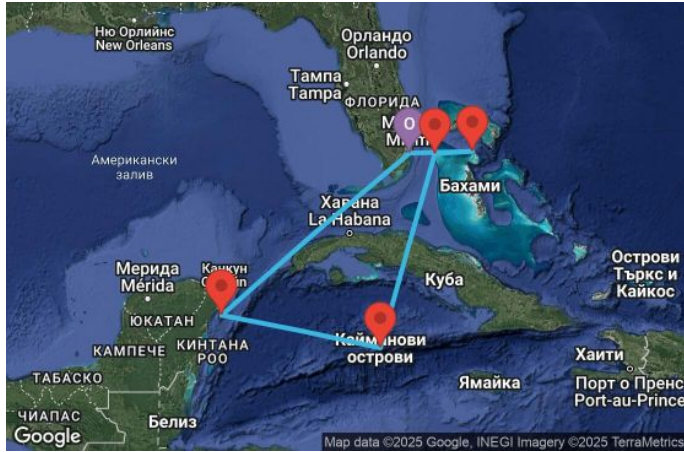 Ню Орлийнс
New Orleans
Орландо
Orlando
Тампа
Tampa
ФЛОРИДА
O
Американски
залив
Бахами
Хавана
La Habana
Мерида
Mérida
Куба
Острови
Търкс и
Кайкос
ЮКАТАН
КАМПЕЧЕ
КИНТАНА
РОО
острови
Хаити
ТАБАСКО
Ямайка
Порт о Пренс
Port-au-Prince
ЧИАПАС
Белиз
Google
Map data ©2025 Google, INEGI Imagery ©2025 TerraMetrics